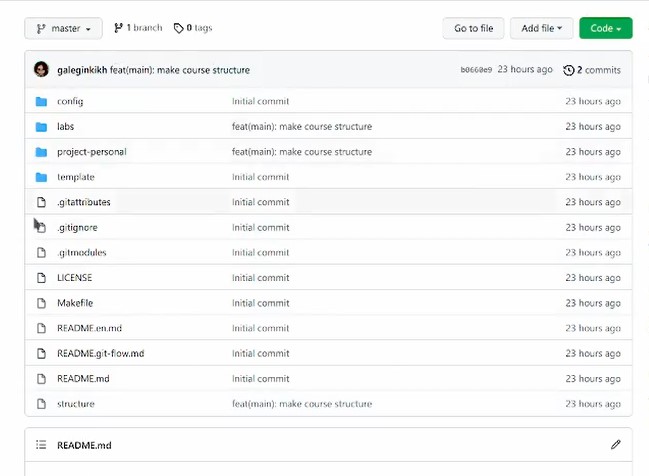 master 1 branch 0 tags Go to file Add file Code
galeginkikh feat(main): make course structure b0660e9 23 hours ago 2 commits
config Initial commit 23 hours ago
labs feat(main): make course structure 23 hours ago
project-personal feat(main): make course structure 23 hours ago
template Initial commit 23 hours ago
.gitattributes Initial commit 23 hours ago
.gitignore Initial commit 23 hours ago
.gitmodules Initial commit 23 hours ago
LICENSE Initial commit 23 hours ago
Makefile Initial commit 23 hours ago
README.en.md Initial commit 23 hours ago
README.git-flow.md Initial commit 23 hours ago
README.md Initial commit 23 hours ago
structure feat(main): make course structure 23 hours ago
README.md